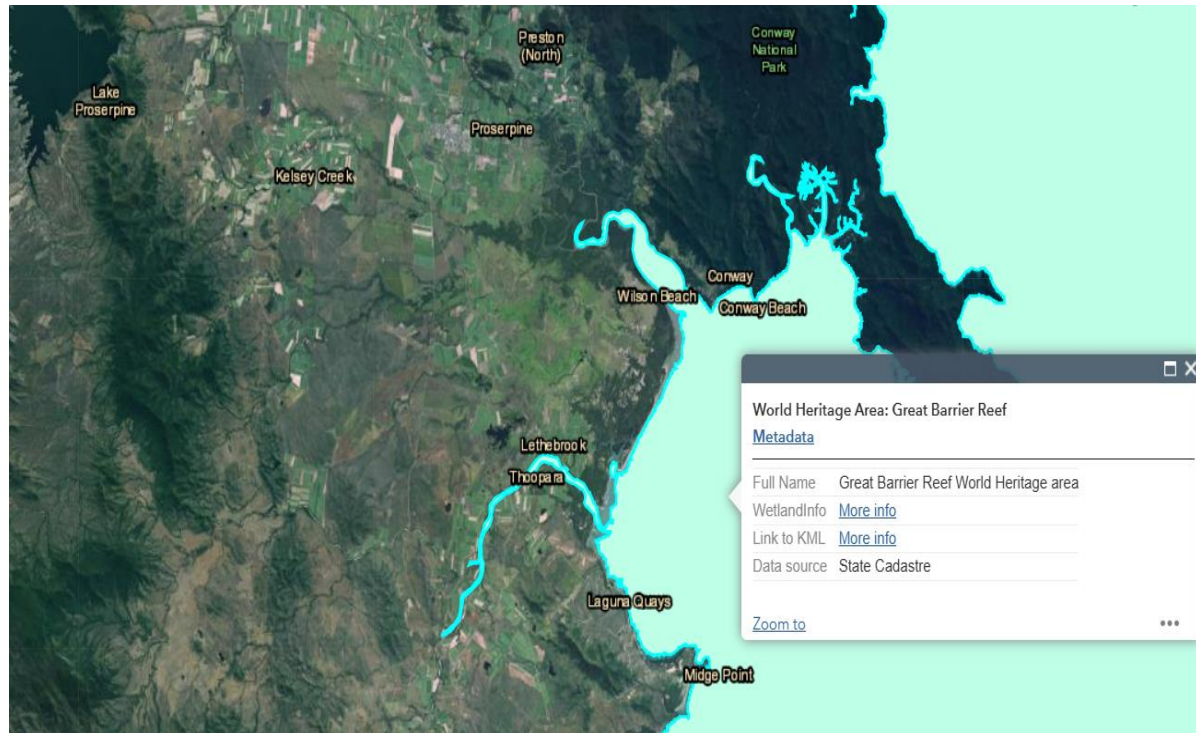 Preston
(North)
Conway
National
Park
Lake
Proserpine
Proserpine
Kelsey Creek
Conway
Wilson Beach
Conway Beach
Lethebrook
Thoopara
Laguna Quays
Midge Point
World Heritage Area: Great Barrier Reef
Metadata
Full Name Great Barrier Reef World Heritage area
WetlandInfo More info
Link to KML More info
Data source State Cadastre
Zoom to